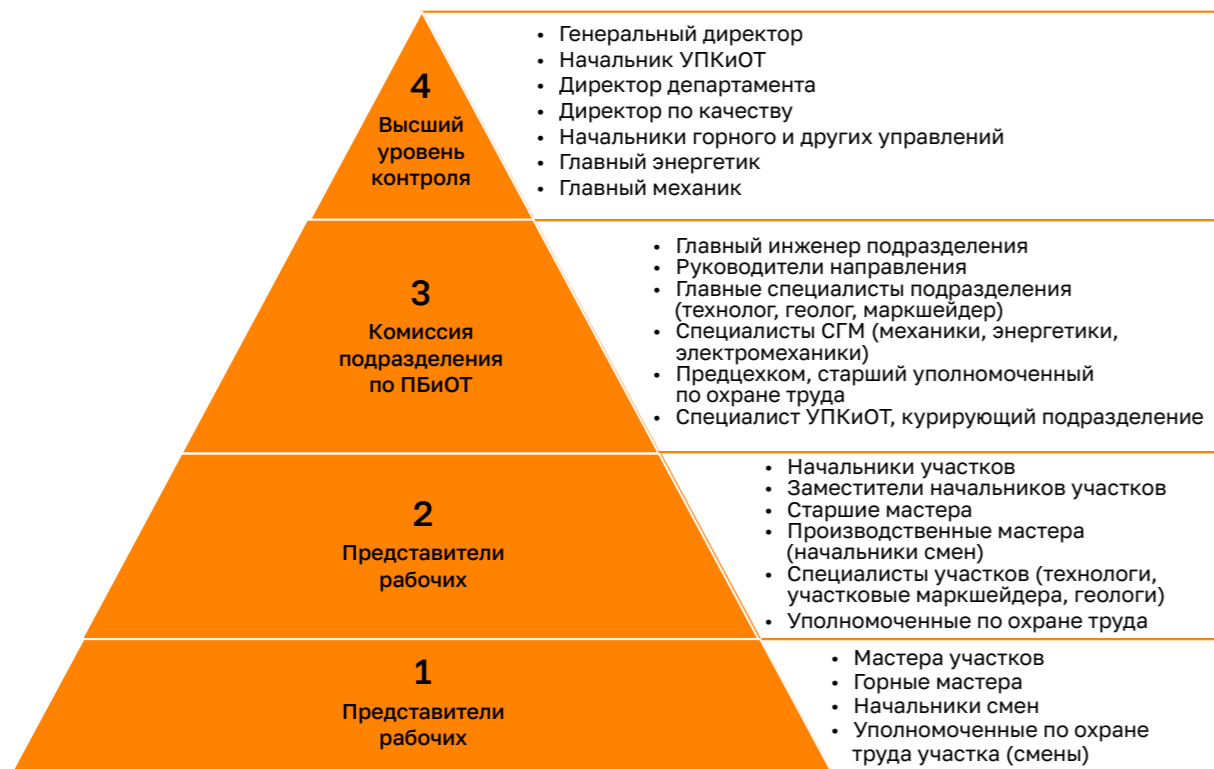 4
Высший
уровень
контроля
• Генеральный директор
• Начальник УПКиОТ
• Директор департамента
• Директор по качеству
• Начальники горного и других управлений
• Главный энергетик
• Главный механик
3
Комиссия
подразделения
по ПБиОТ
• Главный инженер подразделения
• Руководители направления
• Главные специалисты подразделения
(технолог, геолог, маркшейдер)
• Специалисты СГМ (механики, энергетики,
электромеханики)
• Предцехком, старший уполномоченный
по охране труда
• Специалист УПКиОТ, курирующий подразделение
2
Представители
рабочих
• Начальники участков
• Заместители начальников участков
• Старшие мастера
• Производственные мастера
(начальники смен)
• Специалисты участков (технологи,
участковые маркшейдера, геологи)
• Уполномоченные по охране труда
1
Представители
рабочих
• Мастера участков
• Горные мастера
• Начальники смен
• Уполномоченные по охране
труда участка (смены)